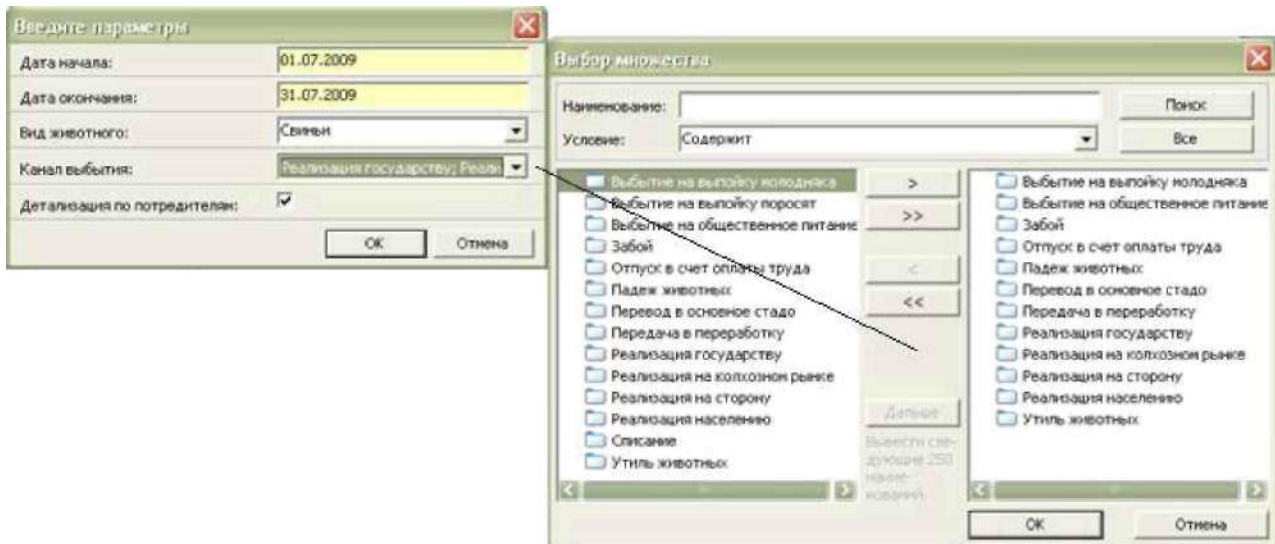 Введите параметры
Дата начала: 01.07.2009
Дата окончания: 31.07.2009
Вид животного: Свиньи
Канал выбытия: Реализация государству; Реали
Детализация по потредителям:
ОК Отмена
Выбор множества
Наименование: Поиск
Условие: Содержит Все
Выбытие на выпойку молодняка
Выбытие на выпойку поросят
Выбытие на общественное питание
Забой
Отпуск в счет оплаты труда
Падеж животных
Перевод в основное стадо
Передача в переработку
Реализация государству
Реализация на колхозном рынке
Реализация на сторону
Реализация населению
Списание
Утиль животных
>
>>
<
<<
Дальше
Вывести сле-
дующие 250
наиме-
нований.
Выбытие на выпойку молодняка
Выбытие на общественное питание
Забой
Отпуск в счет оплаты труда
Падеж животных
Перевод в основное стадо
Передача в переработку
Реализация государству
Реализация на колхозном рынке
Реализация на сторону
Реализация населению
Утиль животных
ОК Отмена